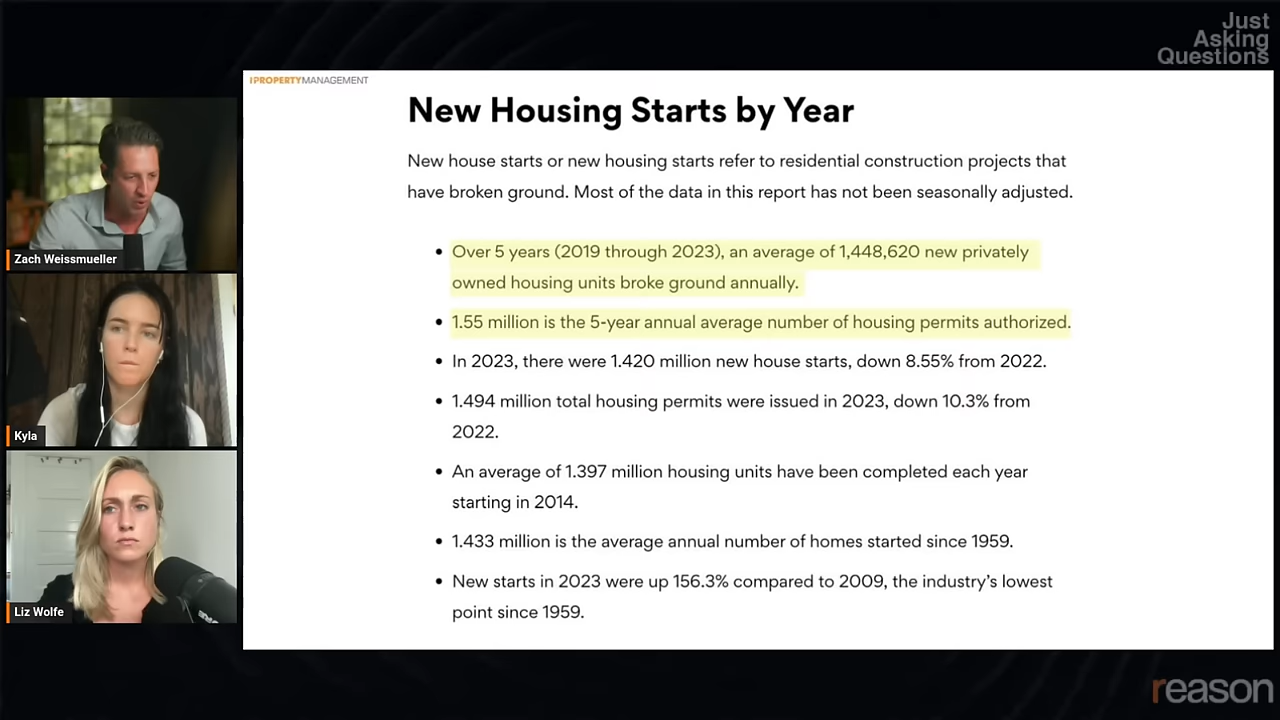 Just
Asking
Questions
IPROPERTYMANAGEMENT
New Housing Starts by Year
New house starts or new housing starts refer to residential construction projects that
have broken ground. Most of the data in this report has not been seasonally adjusted.
• Over 5 years (2019 through 2023), an average of 1,448,620 new privately
owned housing units broke ground annually.
• 1.55 million is the 5-year annual average number of housing permits authorized.
• In 2023, there were 1.420 million new house starts, down 8.55% from 2022.
• 1.494 million total housing permits were issued in 2023, down 10.3% from
2022.
• An average of 1.397 million housing units have been completed each year
starting in 2014.
• 1.433 million is the average annual number of homes started since 1959.
• New starts in 2023 were up 156.3% compared to 2009, the industry's lowest
point since 1959.
Zach Weissmueller
Kyla
Liz Wolfe
reason